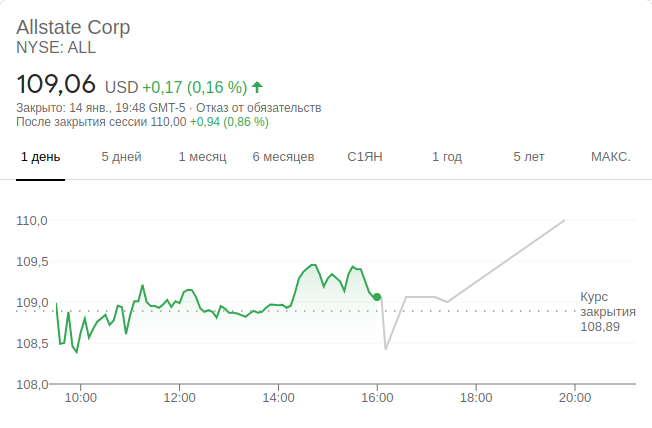 Allstate Corp
NYSE: ALL
109,06 USD +0,17 (0,16 %)
Закрыто: 14 янв., 19:48 GMT-5 · Отказ от обязательств
После закрытия сессии 110,00 +0,94 (0,86 %)
1 день 5 дней 1 месяц 6 месяцев С1ЯН 1 год 5 лет МАКС.
110,0
109,5
109,0
108,5
108,0
Курс
закрытия
108,89
10:00 12:00 14:00 16:00 18:00 20:00